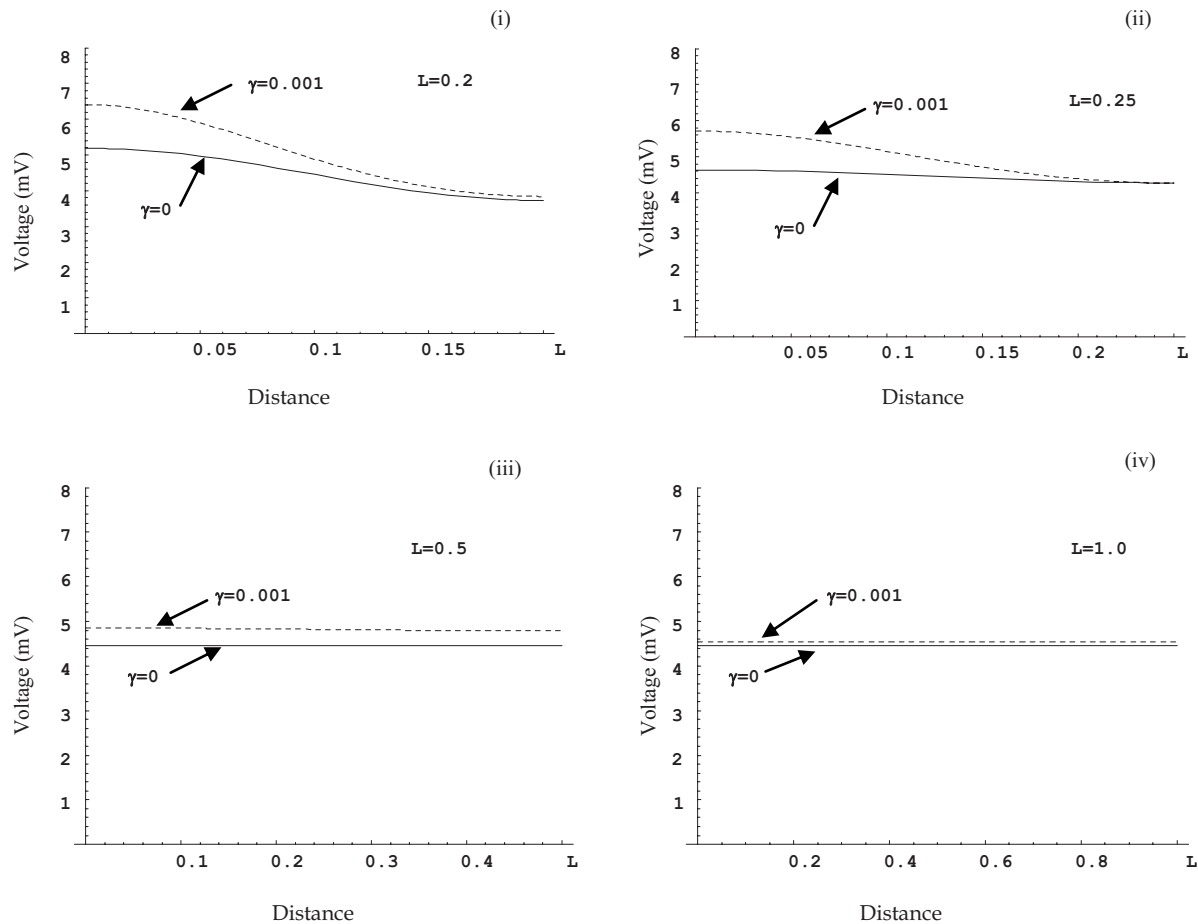 (i)
8
7
6
5
4
3
2
1
Voltage (mV)
γ=0.001
L=0.2
γ=0
0.05 0.1 0.15 L
Distance
(ii)
8
7
6
5
4
3
2
1
Voltage (mV)
γ=0.001
L=0.25
γ=0
0.05 0.1 0.15 0.2 L
Distance
(iii)
8
7
6
5
4
3
2
1
Voltage (mV)
L=0.5
γ=0.001
γ=0
0.1 0.2 0.3 0.4 L
Distance
(iv)
8
7
6
5
4
3
2
1
Voltage (mV)
L=1.0
γ=0.001
γ=0
0.2 0.4 0.6 0.8 L
Distance